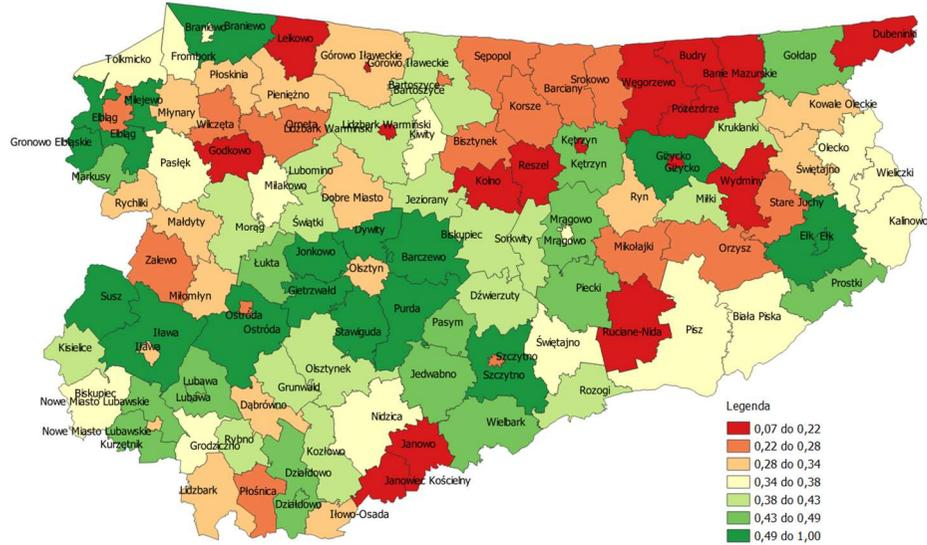 Dubeninki
Braniewo Braniewo
Lelkowo
Górowo Iławeckie
Górowo Iławeckie
Sępopol
Budry
Gołdap
Tolkmicko
Frombork
Płoskinia
Bartoszyce
Bartoszyce
Srokowo
Barciany
Węgorzewo
Banie Mazurskie
Pieniężno
Milejewo
Młynary
Korsze
Pozezdrze
Kowale Oleckie
Elbląg
Wilczęta
Orneta
Lidzbark Warmiński
Lidzbark Warmiński
Kruklanki
Elbląg
Kiwity
Bisztynek
Kętrzyn
Gronowo Elbląskie
Godkowo
Olecko
Pasłęk
Giżycko
Kętrzyn
Reszel
Giżycko
Lubomino
Świętajno
Wieliczki
Markusy
Kolno
Wydminy
Miłakowo
Dobre Miasto
Jeziorany
Ryn
Miłki
Stare Juchy
Rychliki
Małdyty
Morąg
Świątki
Mrągowo
Kalinowo
Dywity
Biskupiec
Sorkwity
Mrągowo
Ełk Ełk
Mikołajki
Orzysz
Jonkowo
Barczewo
Zalewo
Łukta
Olsztyn
Prostki
Piecki
Gietrzwałd
Susz
Miłomłyn
Dźwierzuty
Purda
Ostróda
Biała Piska
Pasym
Ostróda
Stawiguda
Ruciane-Nida
Pisz
Iława
Świętajno
Kisielice
Iława
Szczytno
Olsztynek
Jedwabno
Szczytno
Lubawa
Grunwald
Rozogi
Biskupiec
Lubawa
Nowe Miasto Lubawskie
Dąbrówno
Nidzica
Wielbark
Nowe Miasto Lubawskie
Rybno
Kurzętnik
Grodziczno
Janowo
Kozłowo
Działdowo
Janowiec Kościelny
Lidzbark
Płośnica
Działdowo
Iłowo-Osada
Legenda
0,07 do 0,22
0,22 do 0,28
0,28 do 0,34
0,34 do 0,38
0,38 do 0,43
0,43 do 0,49
0,49 do 1,00